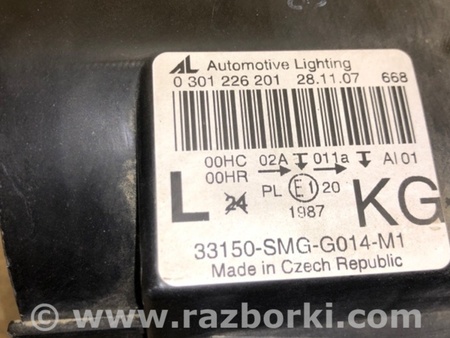 AL Automotive Lighting
0 301 226 201 28.11.07 668
00HC 02A 011a AI 01
00HR PL E1 20
L 24 1987 KG
33150-SMG-G014-M1
Made in Czech Republic
www.razborki.com